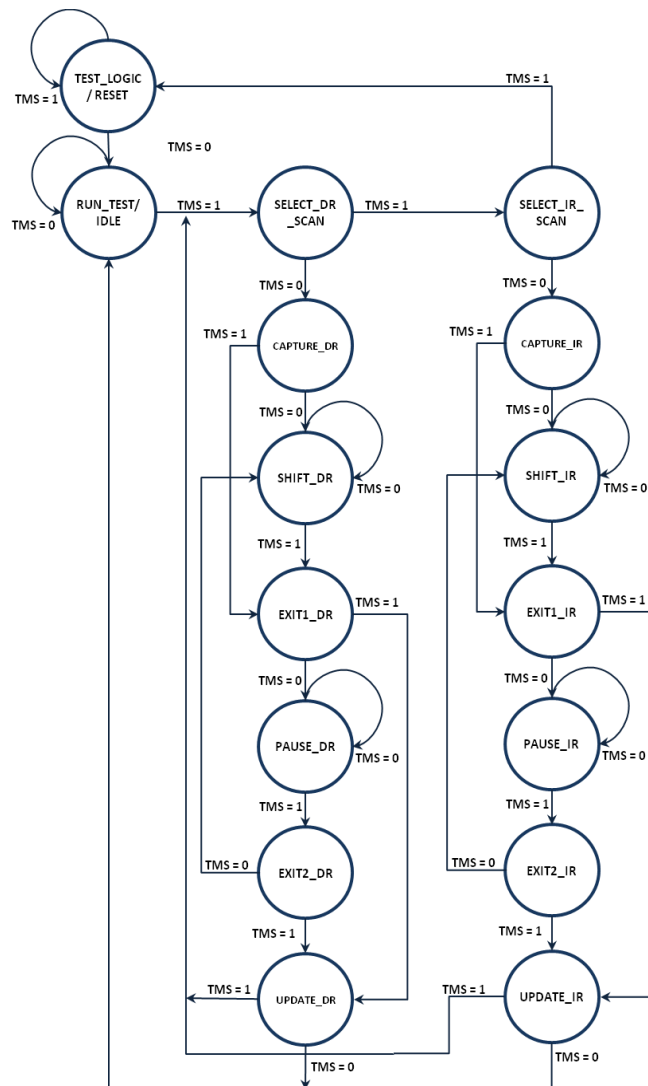 TMS = 1
TEST_LOGIC
/ RESET
TMS = 1
TMS = 0
RUN_TEST/
IDLE
TMS = 0
TMS = 1
SELECT_DR
_SCAN
TMS = 1
SELECT_IR_
SCAN
TMS = 0
TMS = 0
TMS = 1
CAPTURE_DR
TMS = 1
CAPTURE_IR
TMS = 0
TMS = 0
SHIFT_DR
TMS = 0
SHIFT_IR
TMS = 0
TMS = 1
TMS = 1
EXIT1_DR
TMS = 1
EXIT1_IR
TMS = 1
TMS = 0
TMS = 0
PAUSE_DR
TMS = 0
PAUSE_IR
TMS = 0
TMS = 1
TMS = 1
TMS = 0
EXIT2_DR
TMS = 0
EXIT2_IR
TMS = 1
TMS = 1
TMS = 1
UPDATE_DR
TMS = 1
UPDATE_IR
TMS = 0
TMS = 0